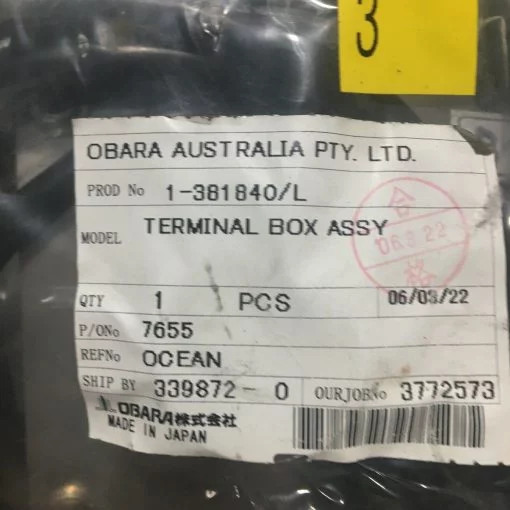 3
OBARA AUSTRALIA PTY. LTD.
PROD No 1-381840/L
MODEL TERMINAL BOX ASSY
合
06.3 22
格
QTY 1 PCS 06/03/22
P/ONo 7655
REFNo OCEAN
SHIP BY 339872-0 OURJOBNo 3772573
OBARA株式会社
MADE IN JAPAN